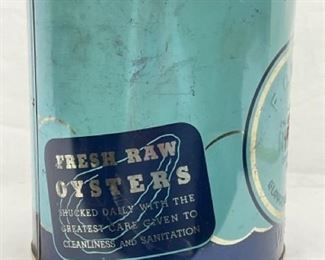 FRESH RAW
OYSTERS
SHUCKED DAILY WITH THE
GREATEST CARE GIVEN TO
CLEANLINESS AND SANITATION